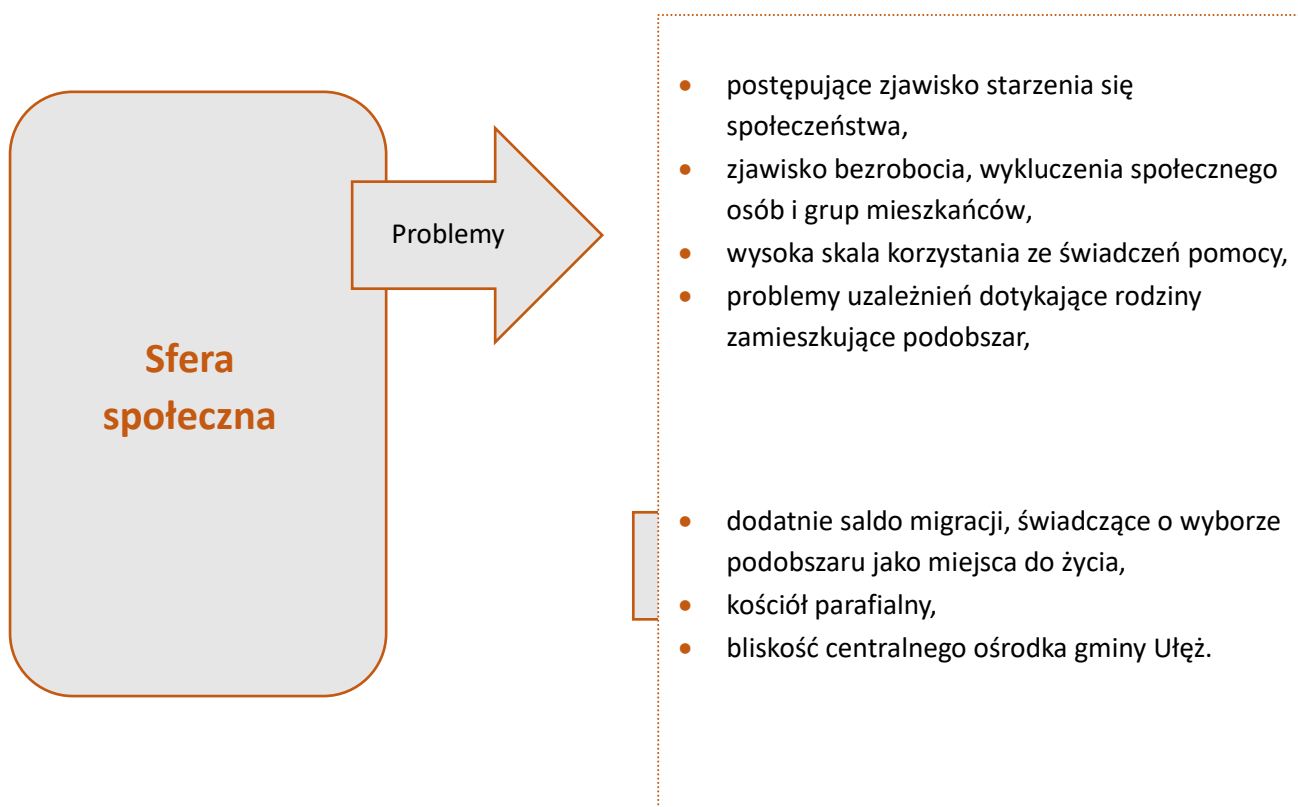 Sfera
społeczna
Problemy
postępujące zjawisko starzenia się
społeczeństwa,
zjawisko bezrobocia, wykluczenia społecznego
osób i grup mieszkańców,
wysoka skala korzystania ze świadczeń pomocy,
problemy uzależnień dotykające rodziny
zamieszkujące podobszar,
dodatnie saldo migracji, świadczące o wyborze
podobszaru jako miejsca do życia,
kościół parafialny,
bliskość centralnego ośrodka gminy Ułęż.